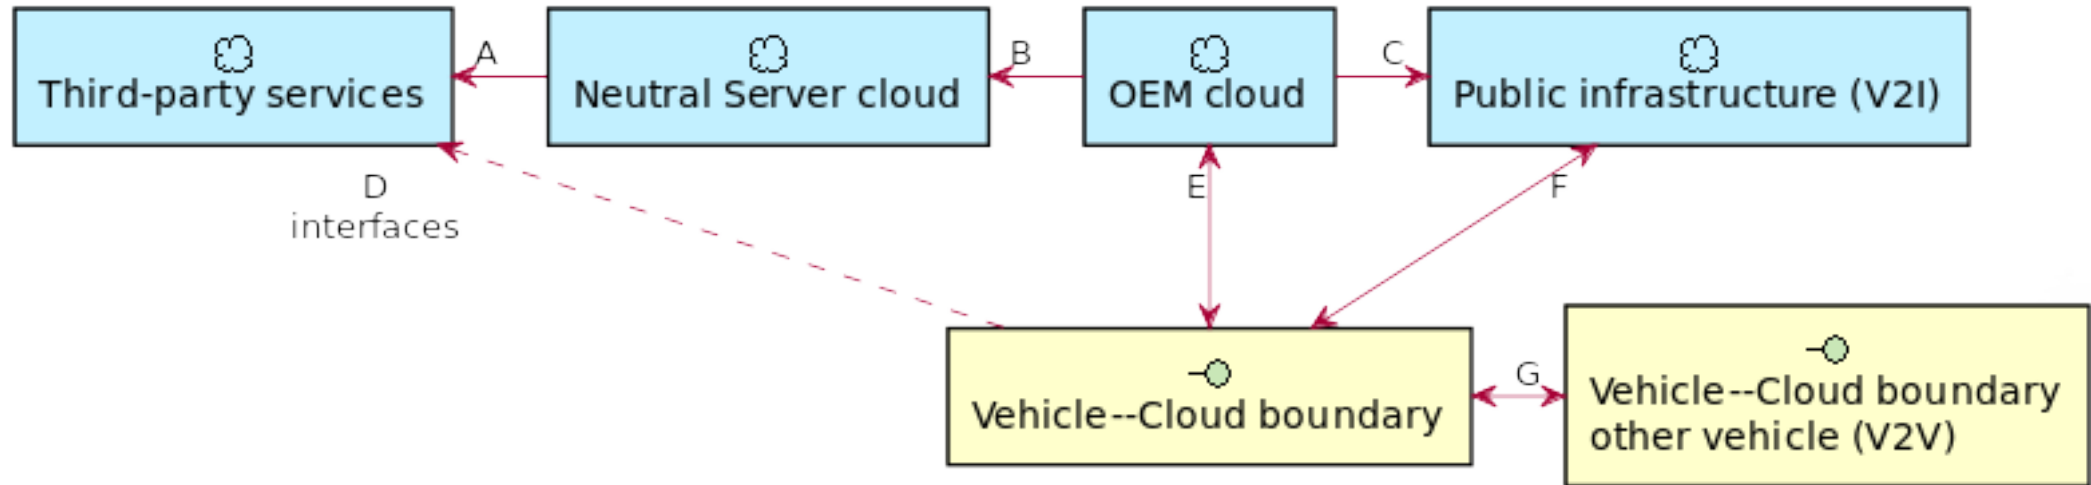 A
B
C
Third-party services
Neutral Server cloud
OEM cloud
Public infrastructure (V2I)
D
interfaces
E
F
G
Vehicle--Cloud boundary
Vehicle--Cloud boundary
other vehicle (V2V)